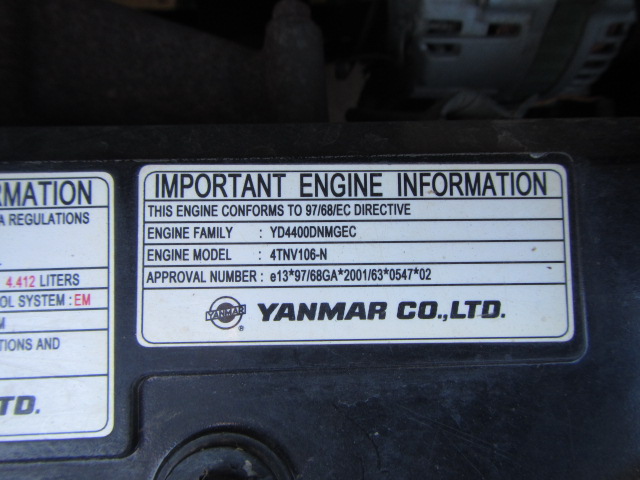 RMATION
A REGULATIONS
4.412 LITERS
OL SYSTEM : EM
M
TIONS AND
TD.
IMPORTANT ENGINE INFORMATION
THIS ENGINE CONFORMS TO 97/68/EC DIRECTIVE
ENGINE FAMILY : YD4400DNMGEC
ENGINE MODEL : 4TNV106-N
APPROVAL NUMBER : e13*97/68GA*2001/63*0547*02
YANMAR ® YANMAR CO.,LTD.